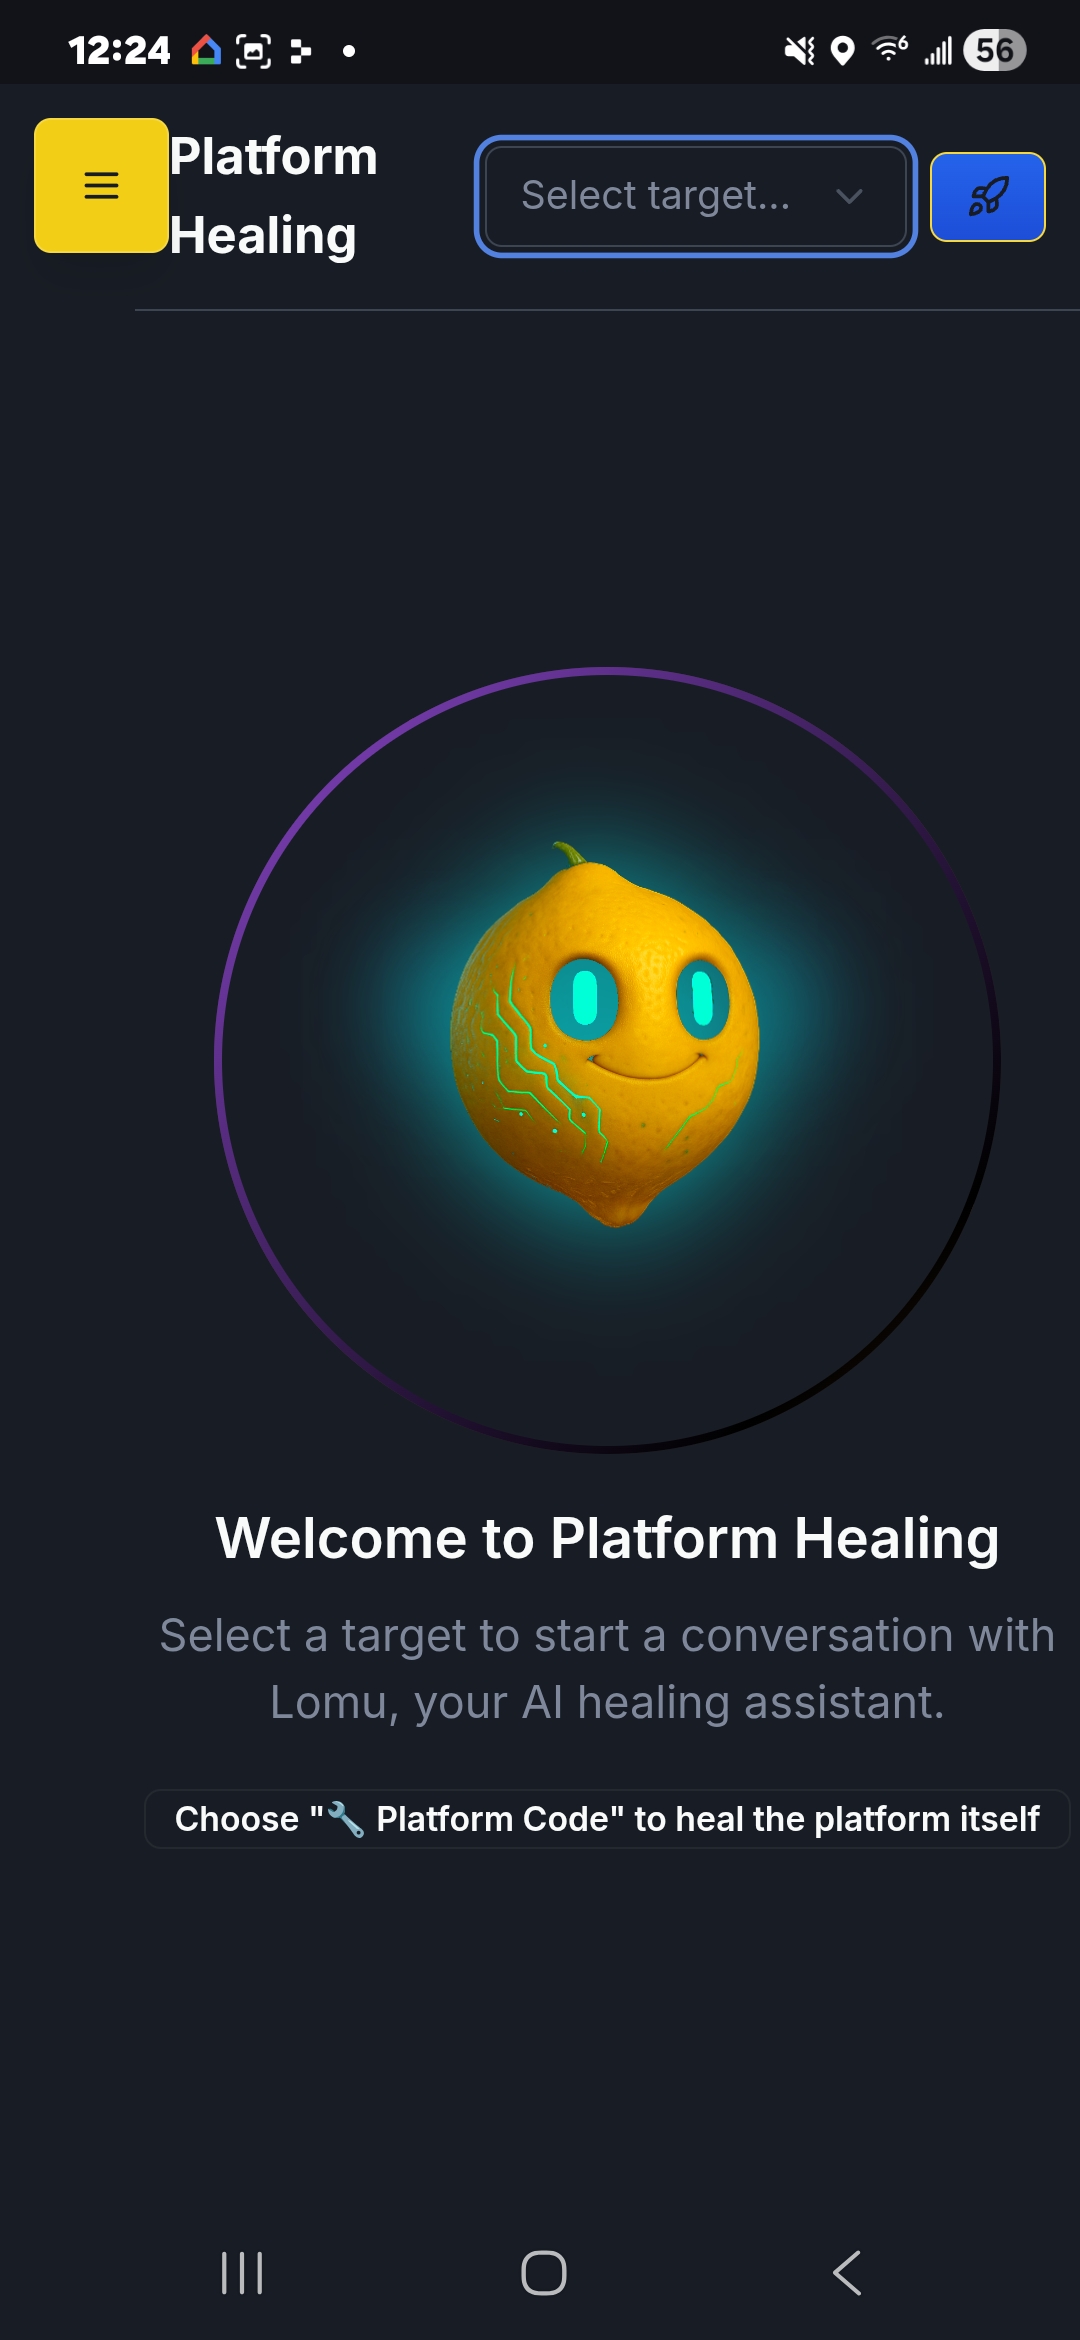 12:24
6
56
Platform
Healing
Select target...
Welcome to Platform Healing
Select a target to start a conversation with
Lomu, your AI healing assistant.
Choose "🔧 Platform Code" to heal the platform itself